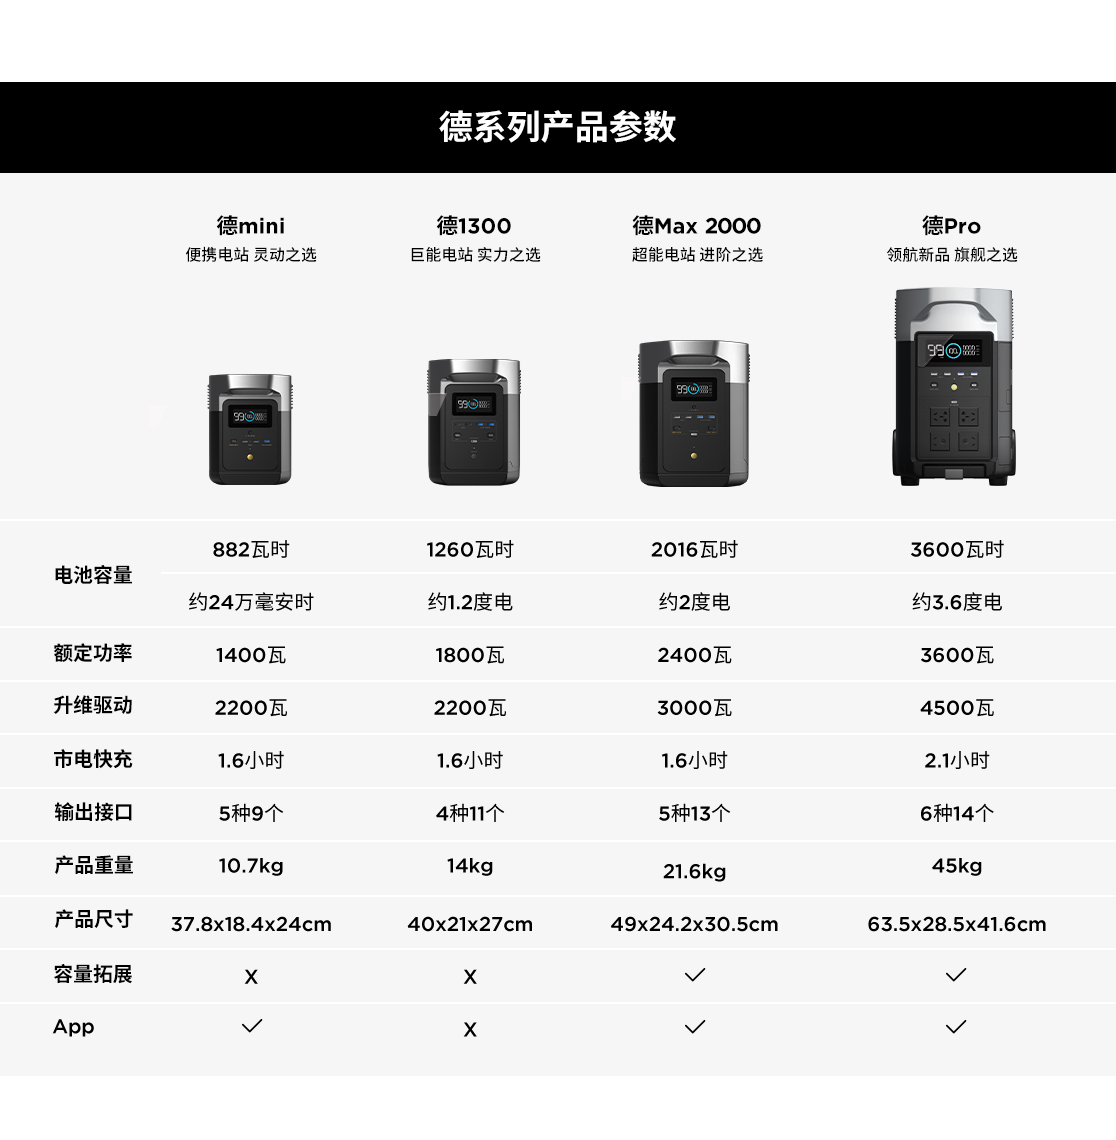 德系列产品参数
德mini 德1300 德Max 2000 德Pro
便携电站 灵动之选 巨能电站 实力之选 超能电站 进阶之选 领航新品 旗舰之选
电池容量
882瓦时 1260瓦时 2016瓦时 3600瓦时
约24万毫安时 约1.2度电 约2度电 约3.6度电
额定功率 1400瓦 1800瓦 2400瓦 3600瓦
升维驱动 2200瓦 2200瓦 3000瓦 4500瓦
市电快充 1.6小时 1.6小时 1.6小时 2.1小时
输出接口 5种9个 4种11个 5种13个 6种14个
产品重量 10.7kg 14kg 21.6kg 45kg
产品尺寸 37.8x18.4x24cm 40x21x27cm 49x24.2x30.5cm 63.5x28.5x41.6cm
容量拓展 X X ✓ ✓
App ✓ X ✓ ✓